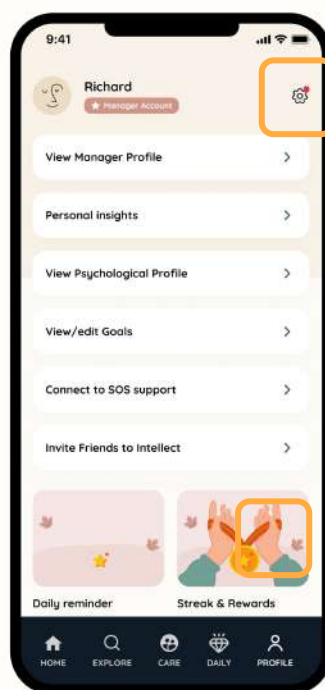 9:41
Richard
Manager Account
View Manager Profile
Personal insights
View Psychological Profile
View/edit Goals
Connect to SOS support
Invite Friends to Intellect
Daily reminder Streak & Rewards
HOME EXPLORE CARE DAILY PROFILE